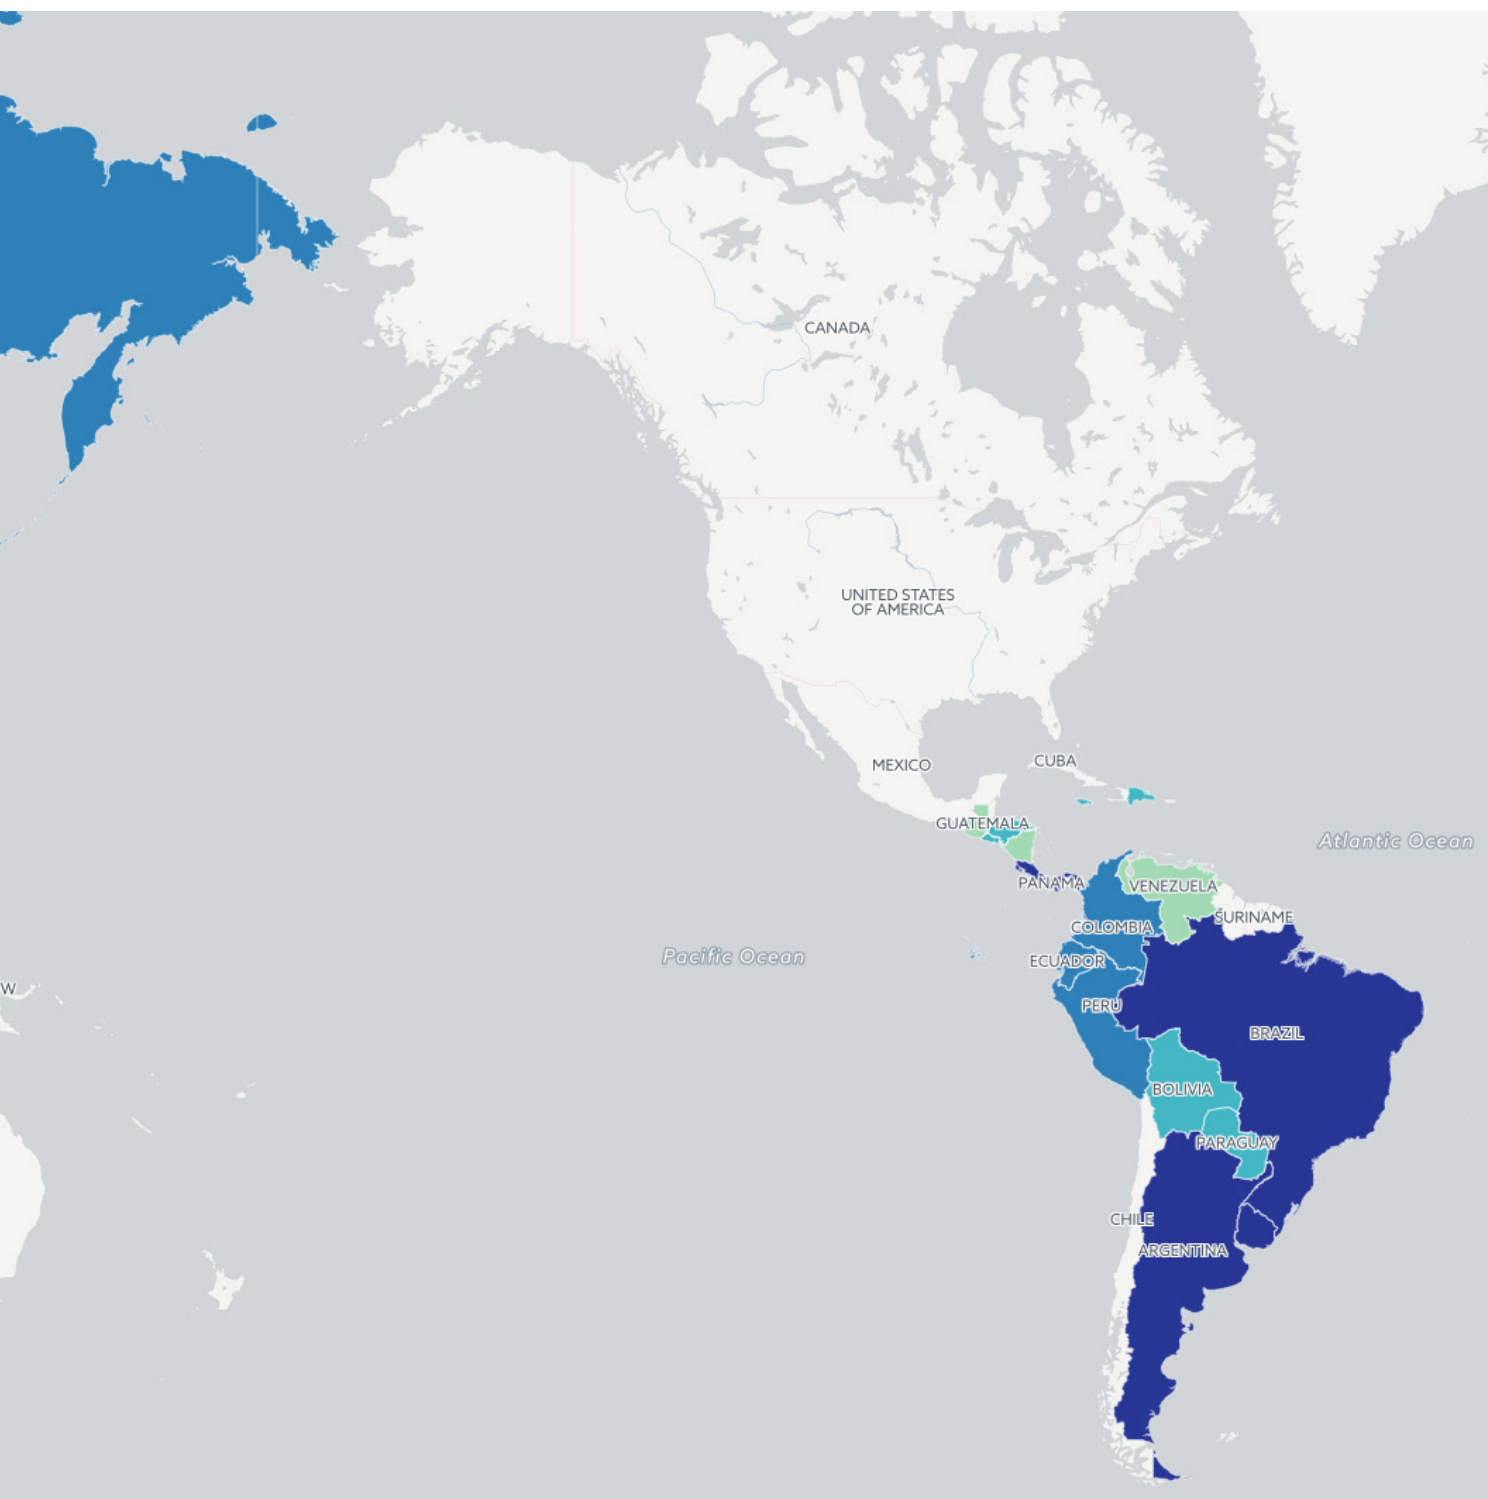 CANADA
UNITED STATES
OF AMERICA
MEXICO
CUBA
GUATEMALA
Atlantic Ocean
PANAMA
VENEZUELA
SURINAME
COLOMBIA
Pacific Ocean
ECUADOR
W
PERU
BRAZIL
BOLIVIA
PARAGUAY
CHILE
ARGENTINA